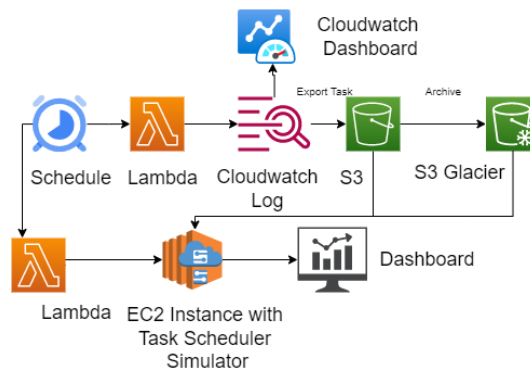 Cloudwatch
Dashboard
Export Task
Archive
Schedule
Lambda
Cloudwatch
Log
S3
S3 Glacier
Lambda
EC2 Instance with
Task Scheduler
Simulator
Dashboard